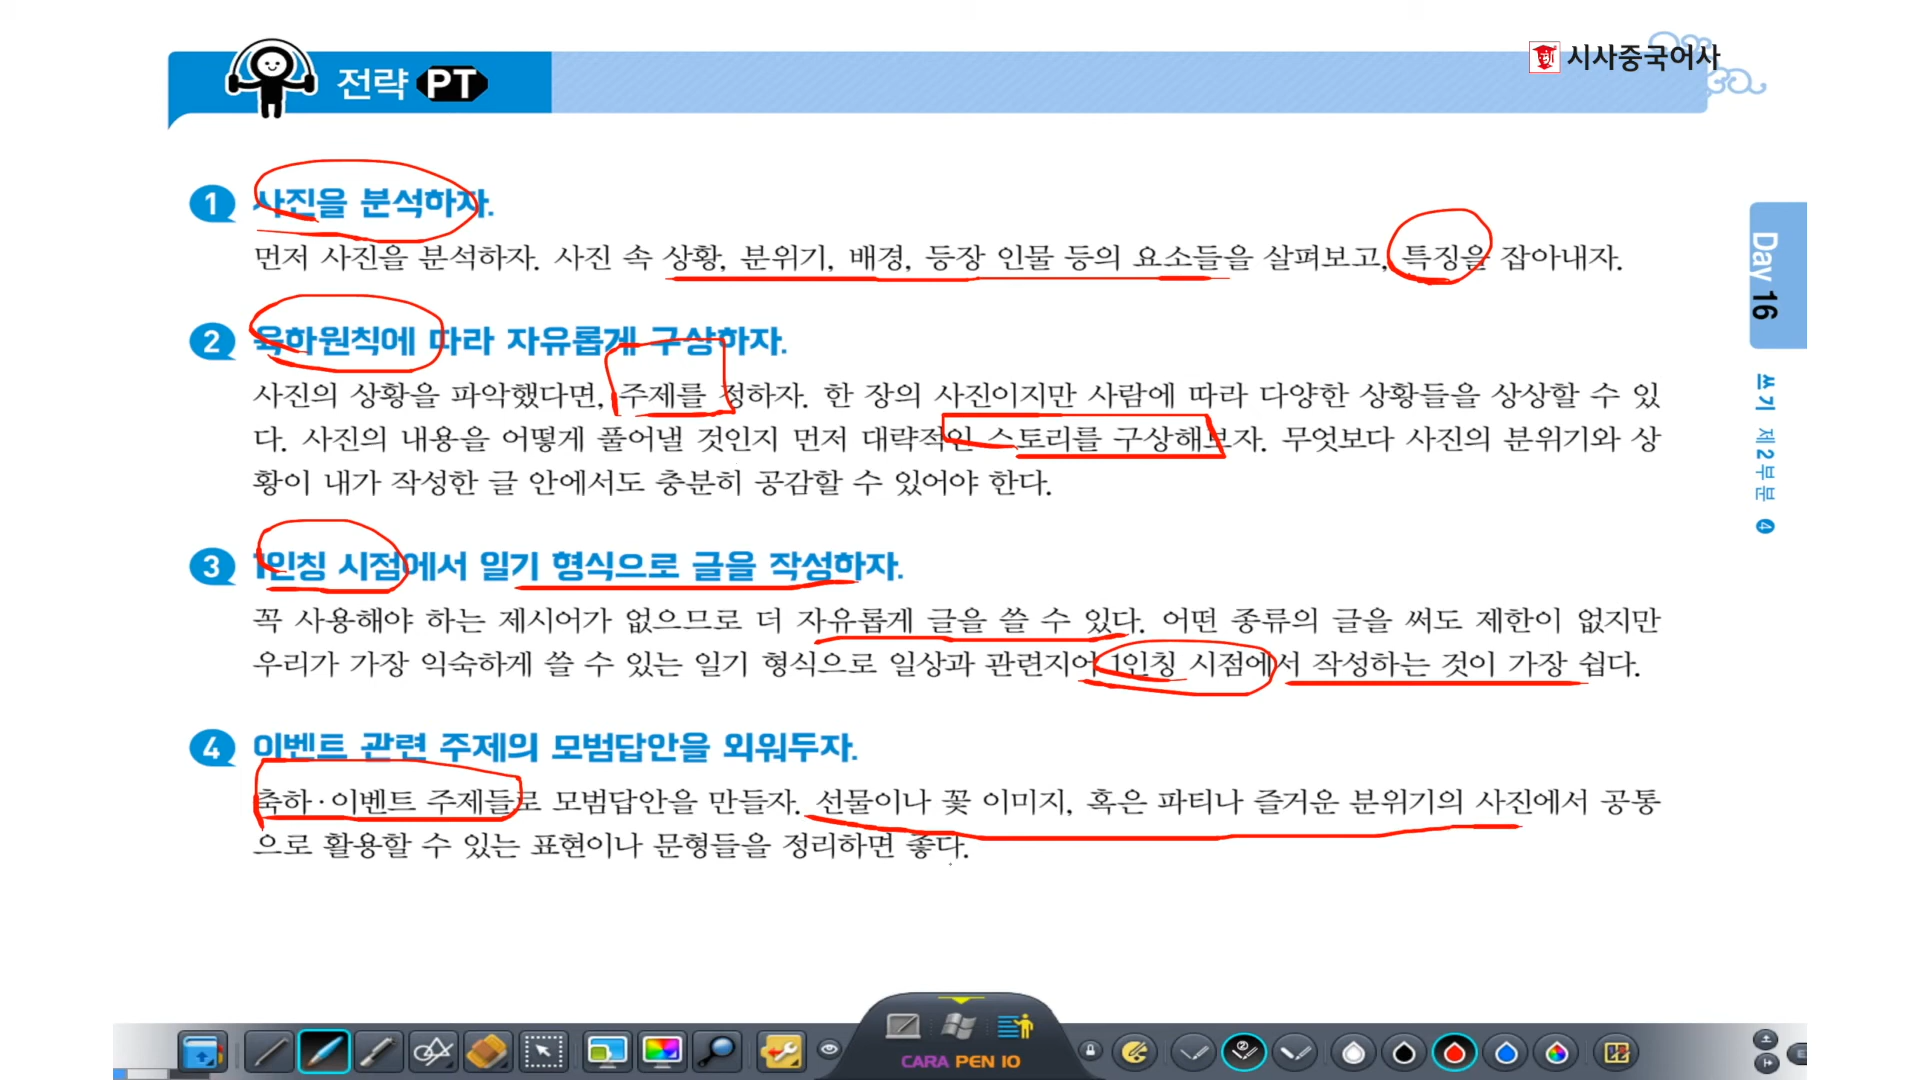 시사중국어사
전략 PT
1 사진을 분석하자.
먼저 사진을 분석하자. 사진 속 상황, 분위기, 배경, 등장 인물 등의 요소들을 살펴보고, 특징을 잡아내자.
2 육하원칙에 따라 자유롭게 구상하자.
사진의 상황을 파악했다면, 주제를 정하자. 한 장의 사진이지만 사람에 따라 다양한 상황들을 상상할 수 있
다. 사진의 내용을 어떻게 풀어낼 것인지 먼저 대략적인 스토리를 구상해보자. 무엇보다 사진의 분위기와 상
황이 내가 작성한 글 안에서도 충분히 공감할 수 있어야 한다.
3 1인칭 시점에서 일기 형식으로 글을 작성하자.
꼭 사용해야 하는 제시어가 없으므로 더 자유롭게 글을 쓸 수 있다. 어떤 종류의 글을 써도 제한이 없지만
우리가 가장 익숙하게 쓸 수 있는 일기 형식으로 일상과 관련지어 1인칭 시점에서 작성하는 것이 가장 쉽다.
4 이벤트 관련 주제의 모범답안을 외워두자.
축하·이벤트 주제들로 모범답안을 만들자. 선물이나 꽃 이미지, 혹은 파티나 즐거운 분위기의 사진에서 공통
으로 활용할 수 있는 표현이나 문형들을 정리하면 좋다.
Day 16
쓰기 제2부분 4
CARA PEN IO